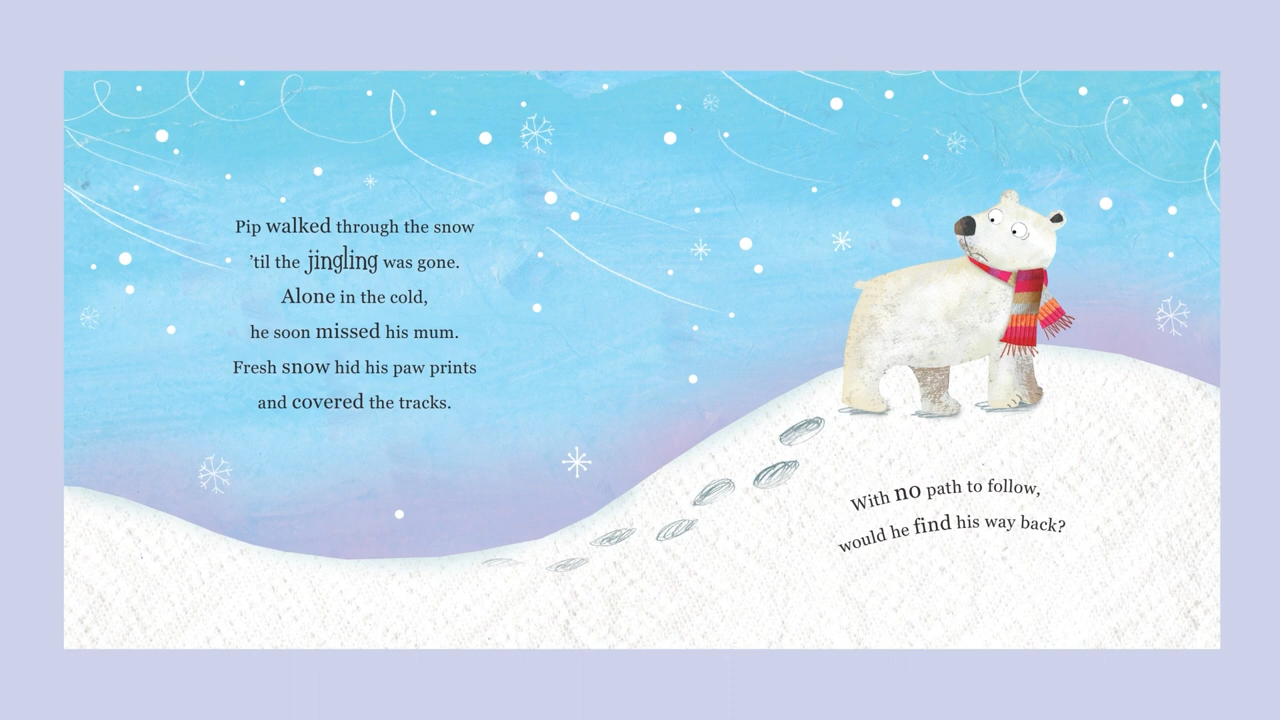 Pip walked through the snow
’til the jingling was gone.
Alone in the cold,
he soon missed his mum.
Fresh snow hid his paw prints
and covered the tracks.
With no path to follow,
would he find his way back?